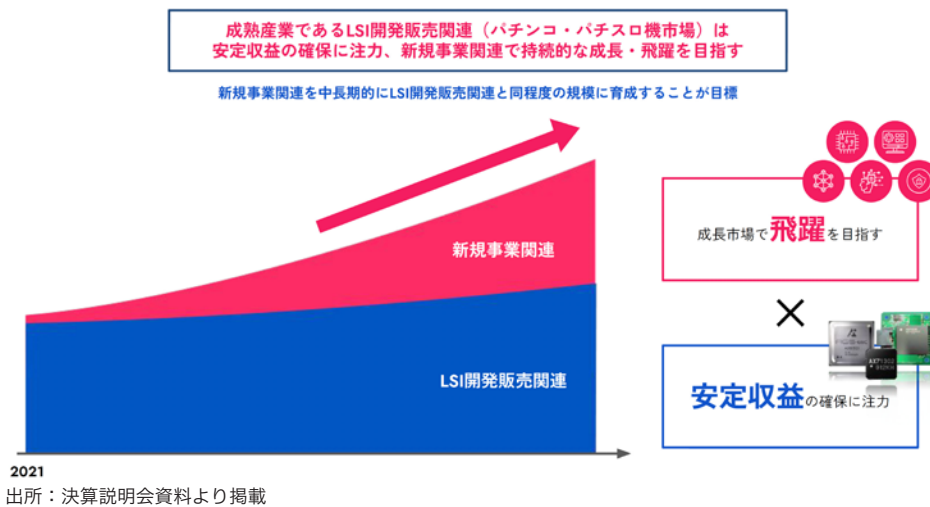 成熟産業であるLSI開発販売関連（パチンコ・パチスロ機市場）は
安定収益の確保に注力、新規事業関連で持続的な成長・飛躍を目指す
新規事業関連を中長期的にLSI開発販売関連と同程度の規模に育成することが目標
新規事業関連
LSI開発販売関連
2021
成長市場で飛躍を目指す
×
安定収益の確保に注力
出所：決算説明会資料より掲載